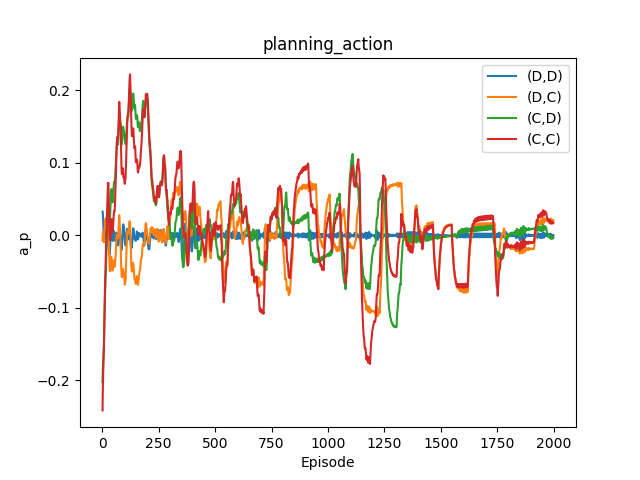 planning_action
(D,D)
(D,C)
(C,D)
(C,C)
a_p
0.2
0.1
0.0
−0.1
−0.2
0 250 500 750 1000 1250 1500 1750 2000
Episode